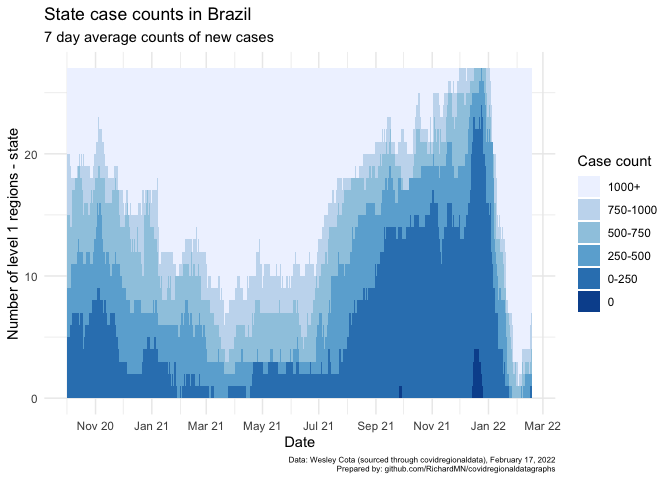 State case counts in Brazil
7 day average counts of new cases
Number of level 1 regions - state
20
10
0
Nov 20 Jan 21 Mar 21 May 21 Jul 21 Sep 21 Nov 21 Jan 22 Mar 22
Date
Case count
1000+
750-1000
500-750
250-500
0-250
0
Data: Wesley Cota (sourced through covidregionaldata), February 17, 2022
Prepared by: github.com/RichardMN/covidregionaldatagraphs